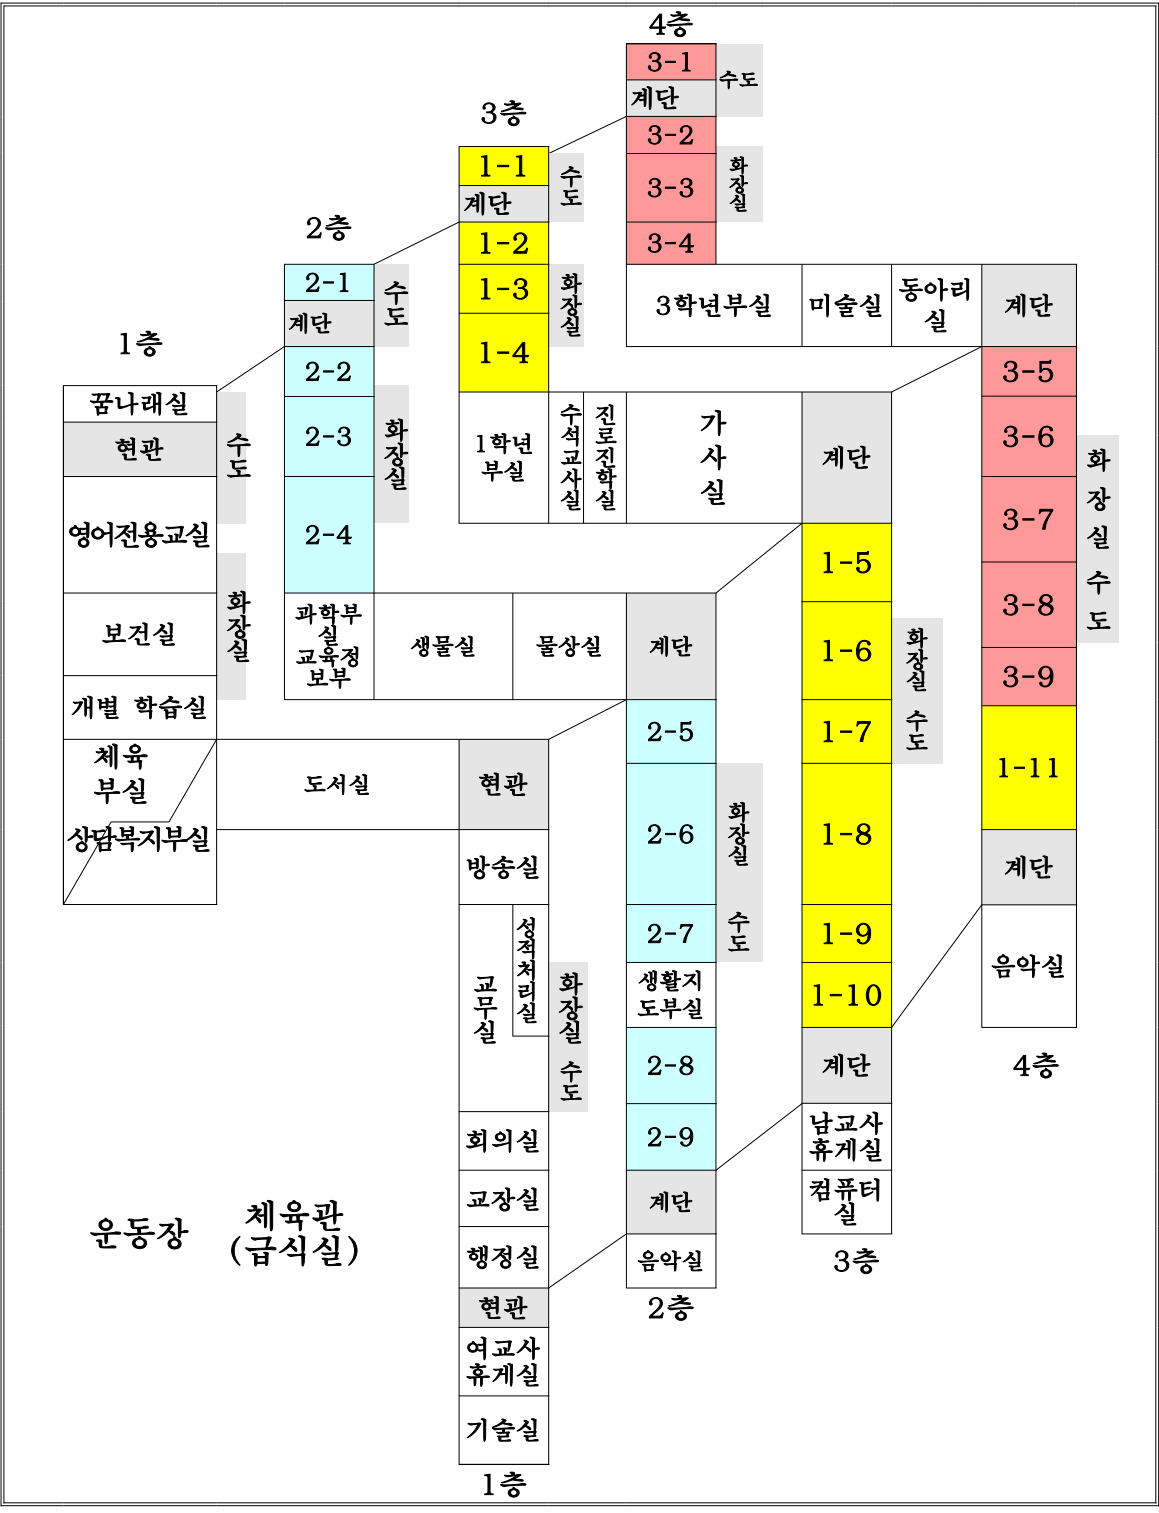 4층
3-1
수도
계단
3층
3-2
1-1
수도
화장실
3-3
계단
2층
1-2
3-4
2-1
수도
1-3
화장실
3학년부실
미술실
동아리
실
계단
계단
1층
1-4
2-2
3-5
꿈나래실
현관
수도
2-3
화장실
1학년
부실
수석교사실
진로진학실
가
사
실
계단
3-6
화
장
실
수
도
3-7
영어전용교실
2-4
1-5
3-8
보건실
화장실
과학부
실
교육정
보부
생물실
물상실
계단
1-6
화장실
수도
3-9
개별 학습실
2-5
1-7
체육
부실
상담복지부실
도서실
현관
1-11
2-6
화장실
수도
1-8
방송실
계단
교무실
성적처리실
화장실
수도
2-7
1-9
음악실
생활지
도부실
1-10
2-8
계단
4층
회의실
2-9
남교사
휴게실
교장실
계단
컴퓨터
실
운동장
체육관
(급식실)
행정실
음악실
3층
현관
2층
여교사
휴게실
기술실
1층